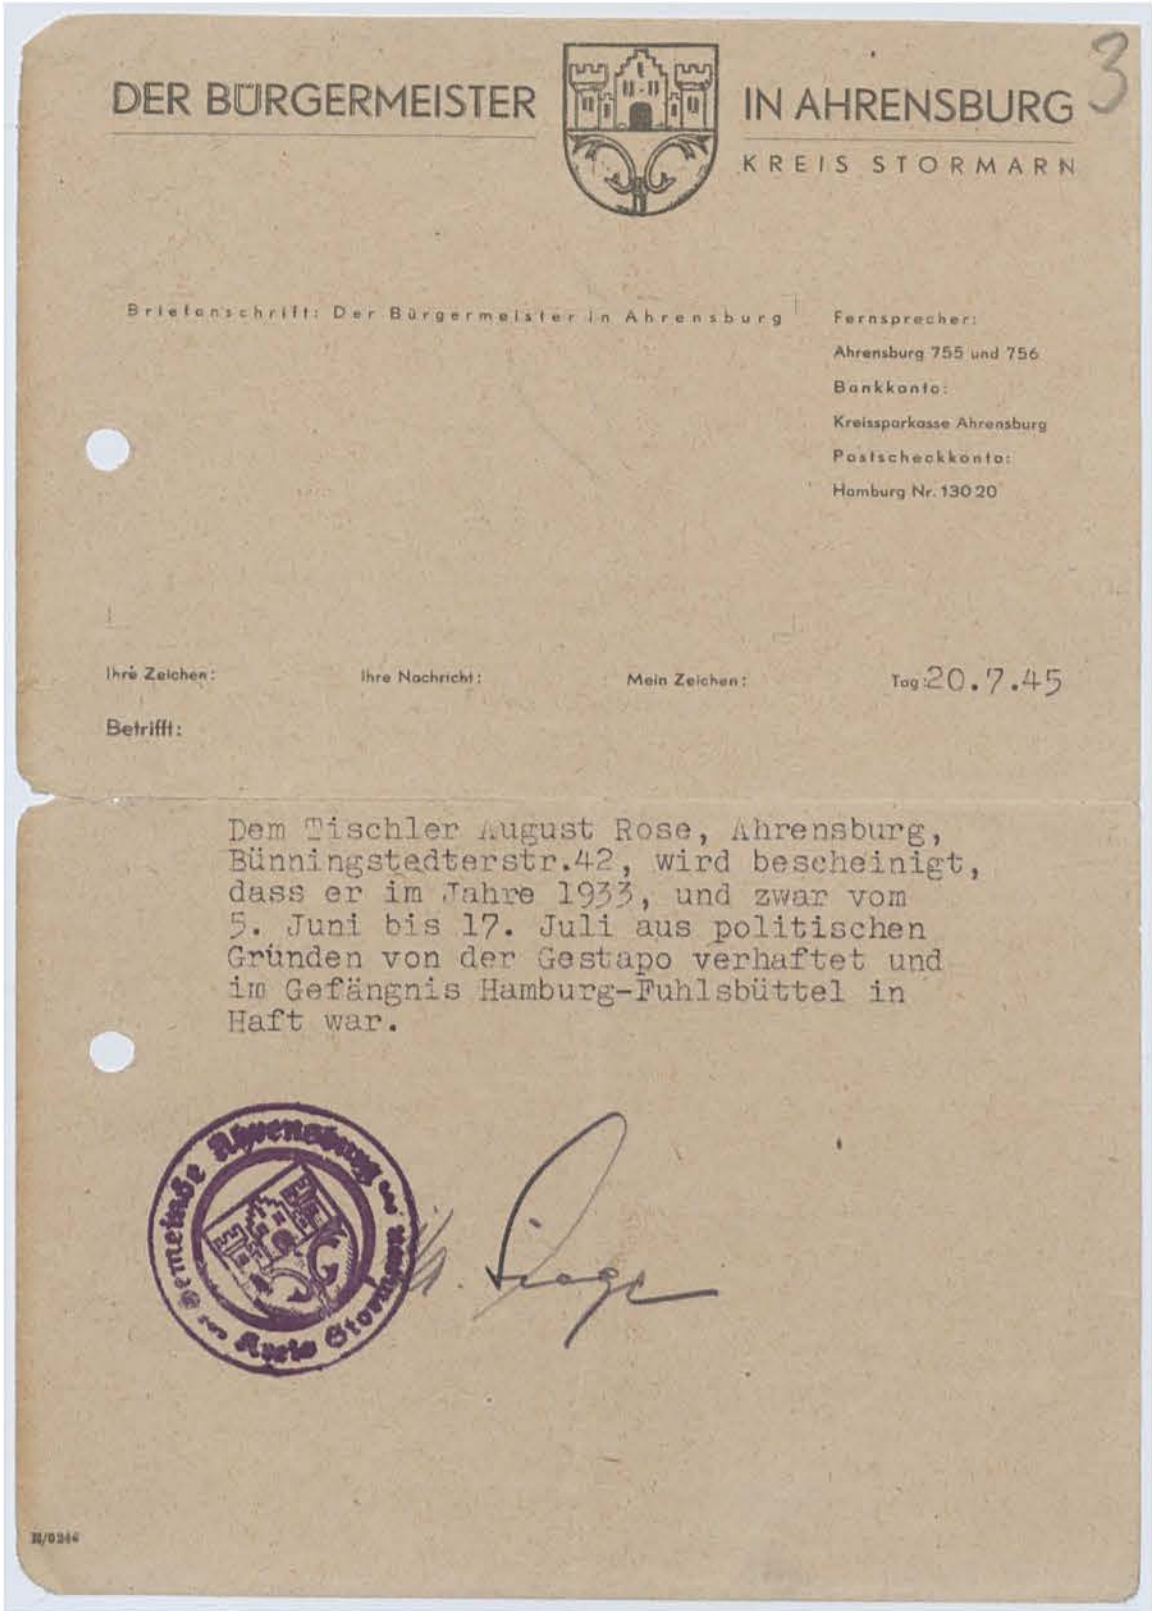 3
DER BÜRGERMEISTER IN AHRENSBURG
KREIS STORMARN
Briefanschrift: Der Bürgermeister in Ahrensburg
Fernsprecher:
Ahrensburg 755 und 756
Bankkonto:
Kreissparkasse Ahrensburg
Postscheckkonto:
Hamburg Nr. 130 20
Ihre Zeichen: Ihre Nachricht: Mein Zeichen: Tag: 20.7.45
Betrifft:
Dem Tischler August Rose, Ahrensburg,
Bünningstedterstr.42, wird bescheinigt,
dass er im Jahre 1933, und zwar vom
5. Juni bis 17. Juli aus politischen
Gründen von der Gestapo verhaftet und
im Gefängnis Hamburg-Fuhlsbüttel in
Haft war.
Gemeinde Ahrensburg
Kreis Stormarn